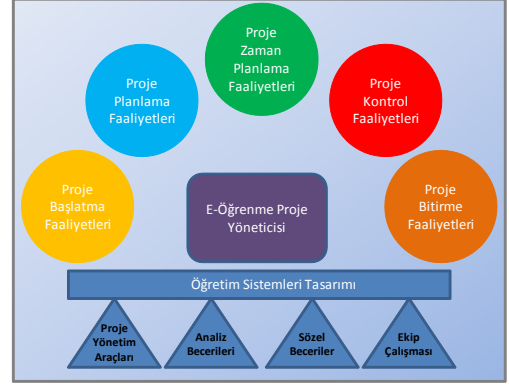 Proje
Zaman
Planlama
Faaliyetleri
Proje
Planlama
Faaliyetleri
Proje
Kontrol
Faaliyetleri
Proje
Başlatma
Faaliyetleri
E-Öğrenme Proje
Yöneticisi
Proje
Bitirme
Faaliyetleri
Öğretim Sistemleri Tasarımı
Proje
Yönetim
Araçları
Analiz
Becerileri
Sözel
Beceriler
Ekip
Çalışması